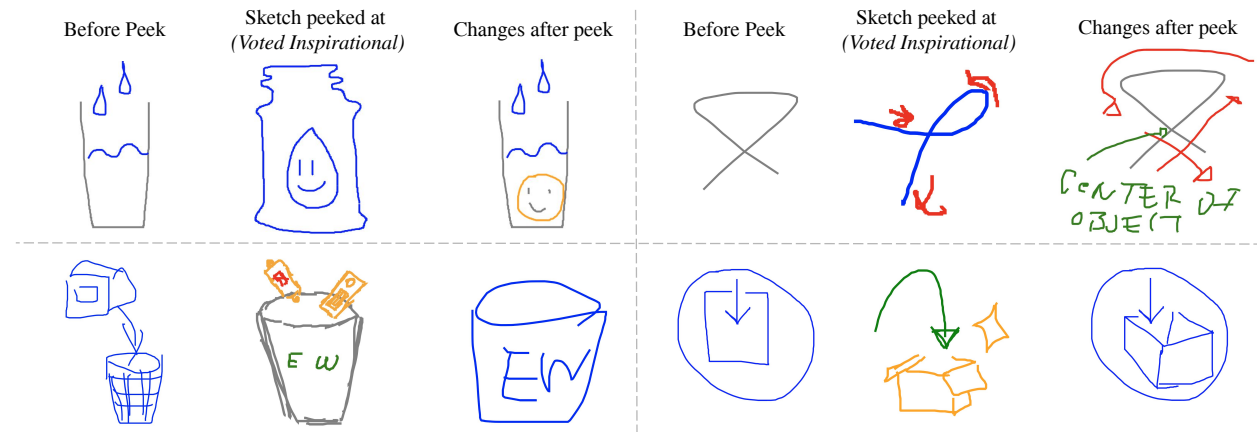 Before Peek
Sketch peeked at
(Voted Inspirational)
Changes after peek
Before Peek
Sketch peeked at
(Voted Inspirational)
Changes after peek
CENTER OF
OBJECT
E W
EW